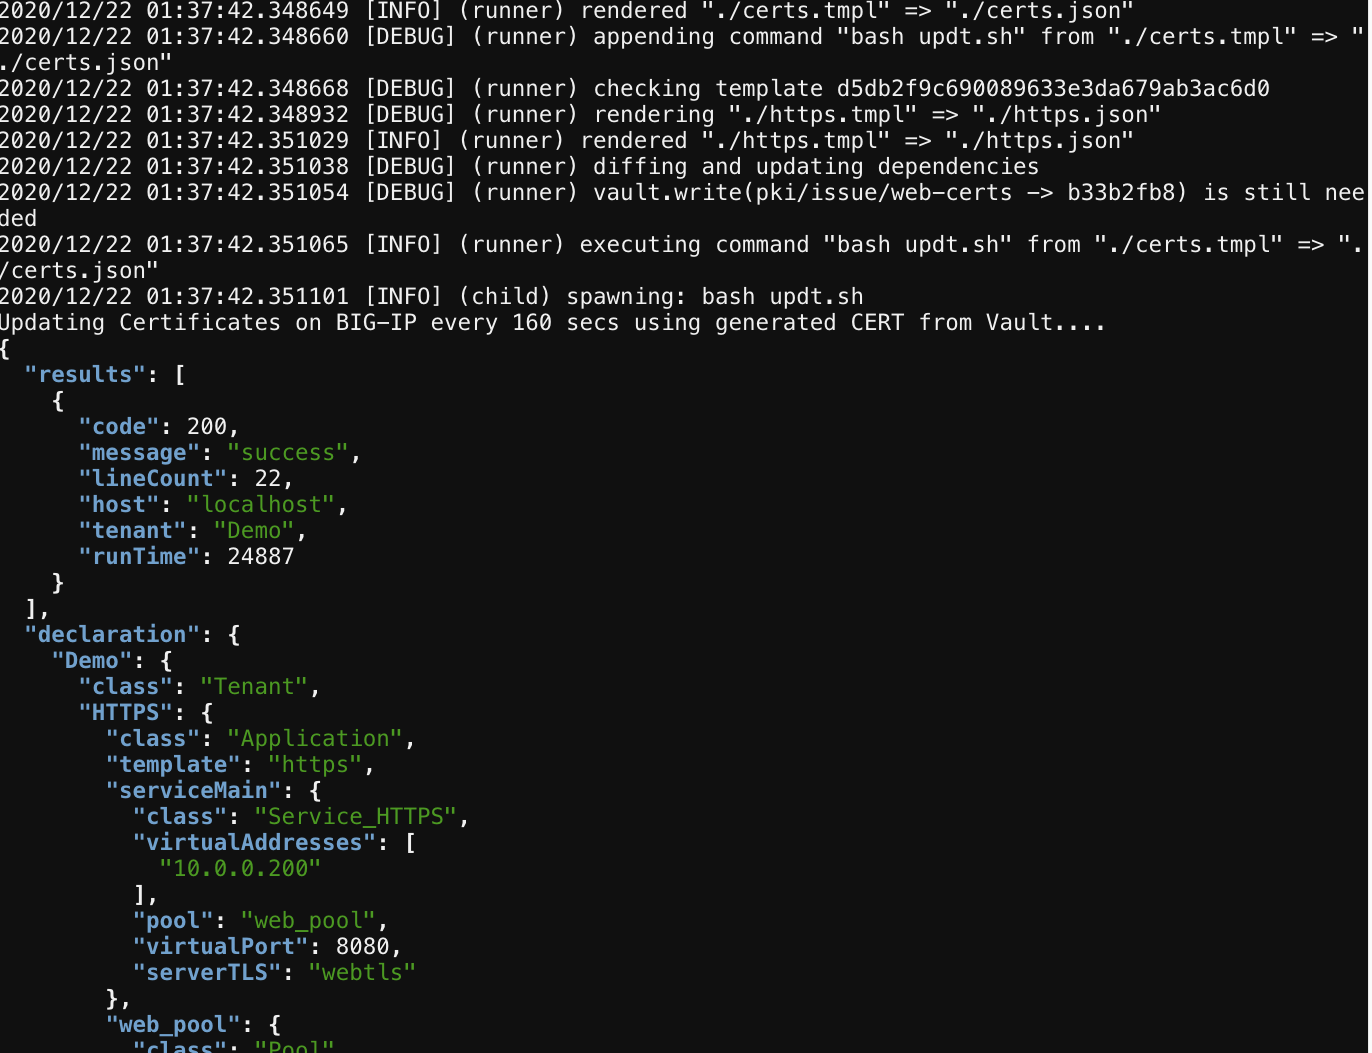 2020/12/22 01:37:42.348649 [INFO] (runner) rendered "./certs.tmpl" => "./certs.json"
2020/12/22 01:37:42.348660 [DEBUG] (runner) appending command "bash updt.sh" from "./certs.tmpl" => "
./certs.json"
2020/12/22 01:37:42.348668 [DEBUG] (runner) checking template d5db2f9c690089633e3da679ab3ac6d0
2020/12/22 01:37:42.348932 [DEBUG] (runner) rendering "./https.tmpl" => "./https.json"
2020/12/22 01:37:42.351029 [INFO] (runner) rendered "./https.tmpl" => "./https.json"
2020/12/22 01:37:42.351038 [DEBUG] (runner) diffing and updating dependencies
2020/12/22 01:37:42.351054 [DEBUG] (runner) vault.write(pki/issue/web-certs -> b33b2fb8) is still nee
ded
2020/12/22 01:37:42.351065 [INFO] (runner) executing command "bash updt.sh" from "./certs.tmpl" => ".
/certs.json"
2020/12/22 01:37:42.351101 [INFO] (child) spawning: bash updt.sh
Updating Certificates on BIG-IP every 160 secs using generated CERT from Vault....
{
  "results": [
    {
      "code": 200,
      "message": "success",
      "lineCount": 22,
      "host": "localhost",
      "tenant": "Demo",
      "runTime": 24887
    }
  ],
  "declaration": {
    "Demo": {
      "class": "Tenant",
      "HTTPS": {
        "class": "Application",
        "template": "https",
        "serviceMain": {
          "class": "Service_HTTPS",
          "virtualAddresses": [
            "10.0.0.200"
          ],
          "pool": "web_pool",
          "virtualPort": 8080,
          "serverTLS": "webtls"
        },
        "web_pool": {
          "class": "Pool"